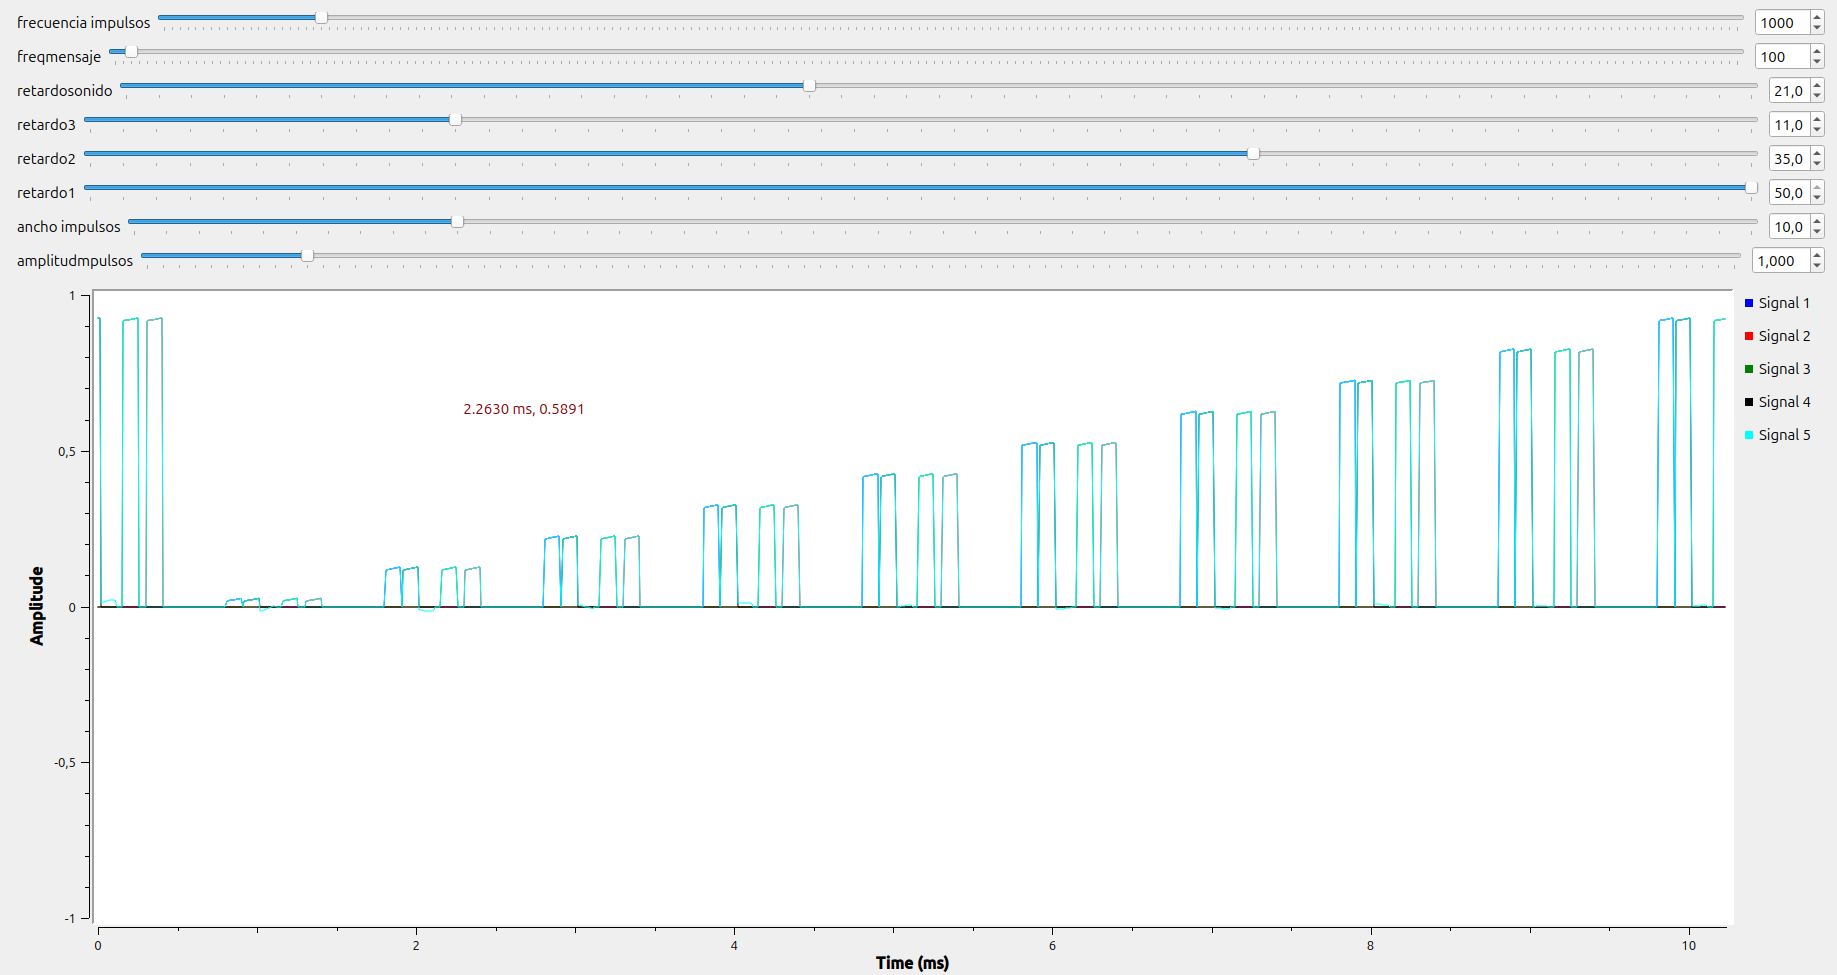 frecuencia impulsos 1000
freqmensaje 100
retardosonido 21,0
retardo3 11,0
retardo2 35,0
retardo1 50,0
ancho impulsos 10,0
amplitudmpulsos 1,000
1
0,5
0
-0,5
-1
Amplitude
2.2630 ms, 0.5891
Signal 1
Signal 2
Signal 3
Signal 4
Signal 5
0 2 4 6 8 10
Time (ms)